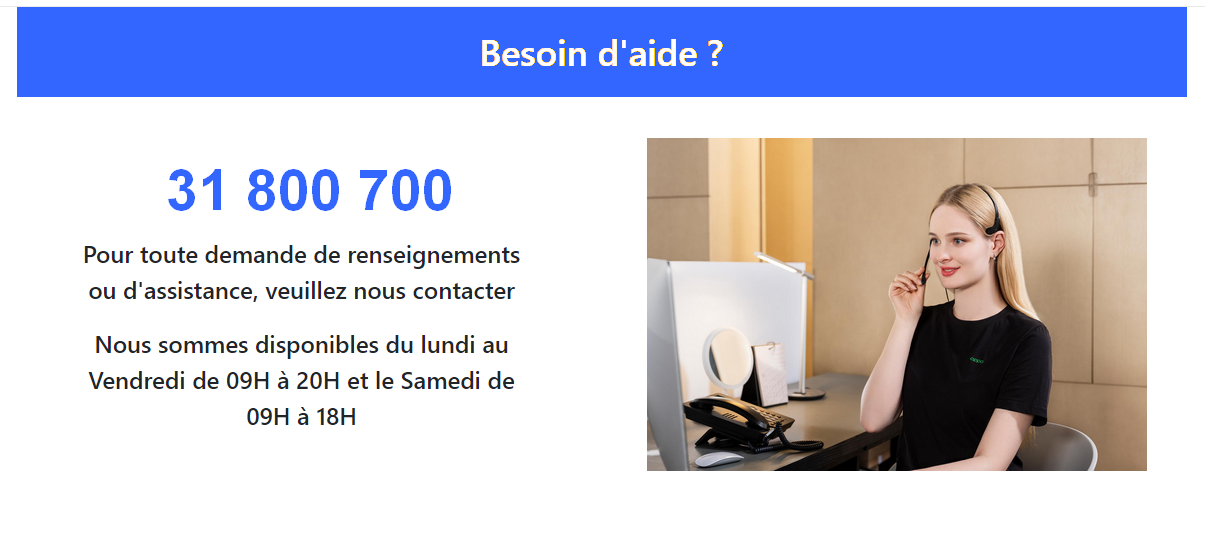 Besoin d'aide ?
31 800 700
Pour toute demande de renseignements
ou d'assistance, veuillez nous contacter
Nous sommes disponibles du lundi au
Vendredi de 09H à 20H et le Samedi de
09H à 18H